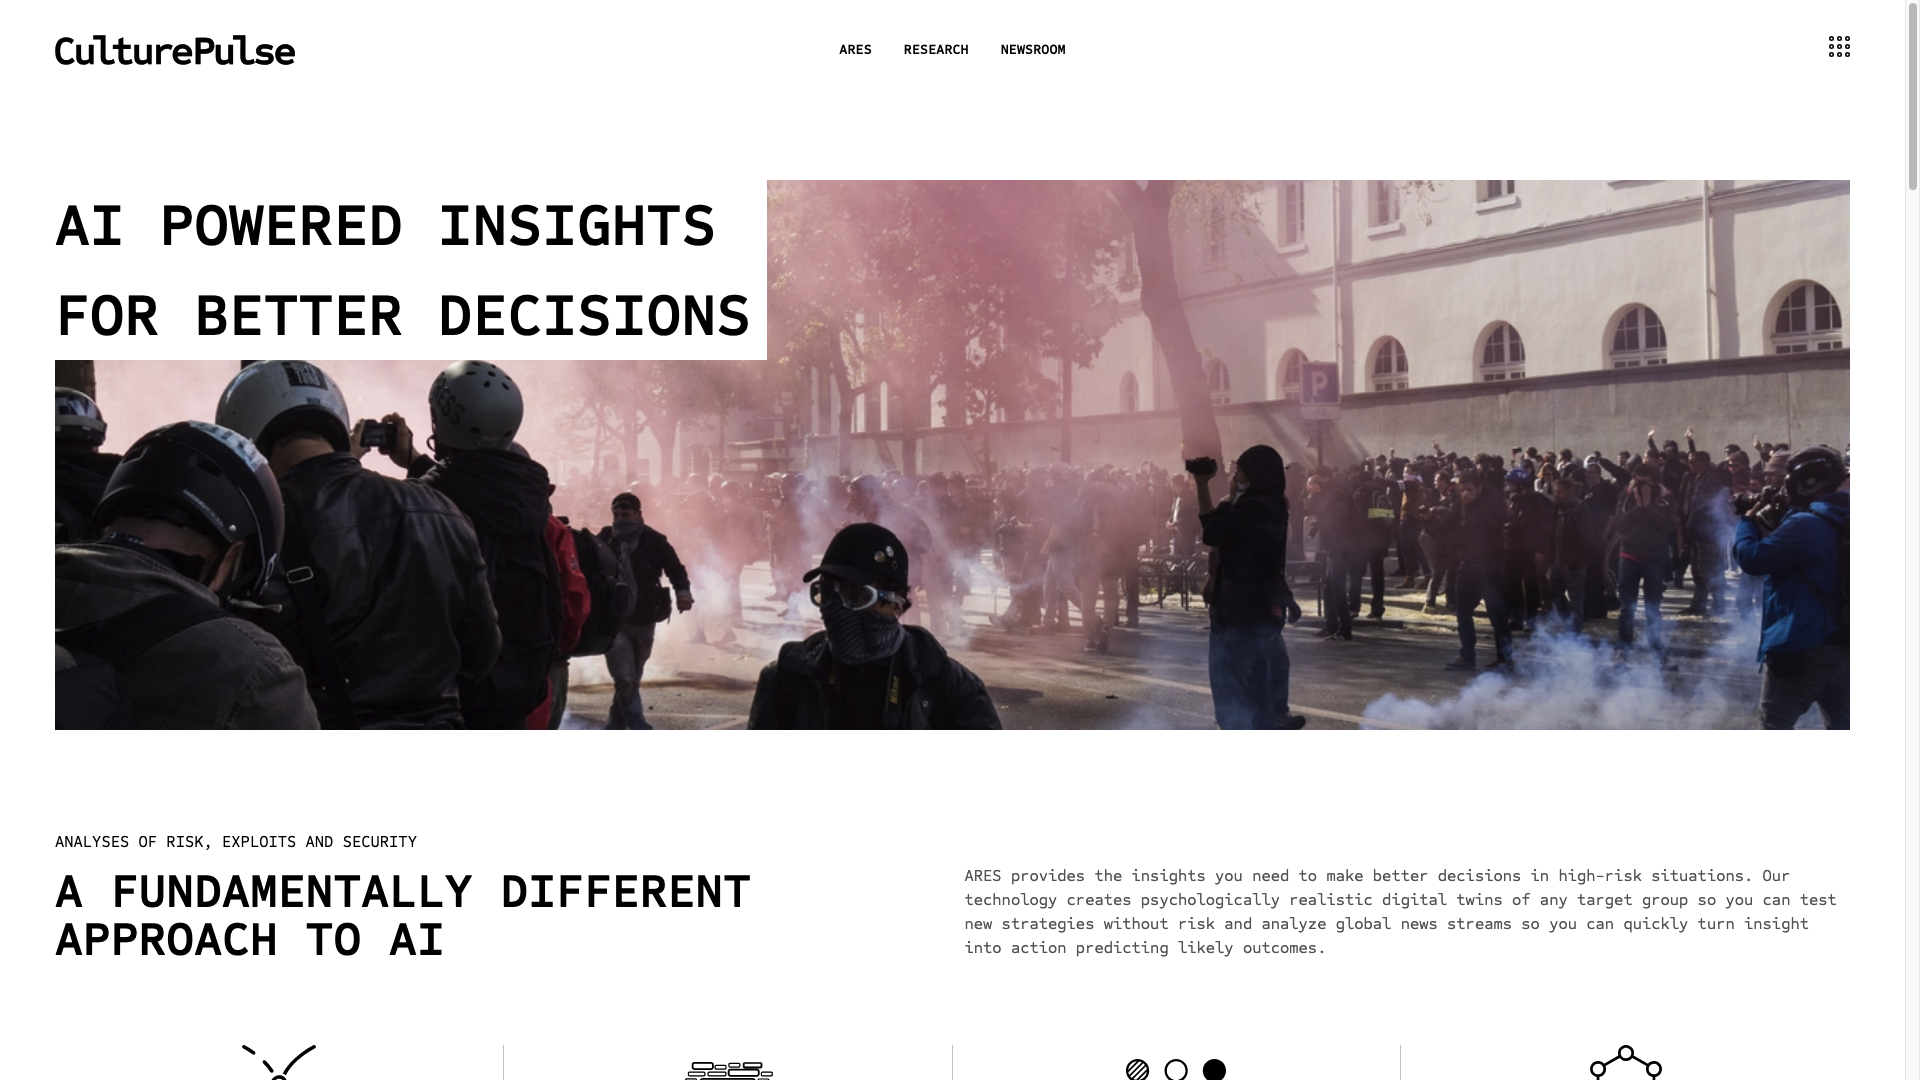 CulturePulse
ARES RESEARCH NEWSROOM
AI POWERED INSIGHTS
FOR BETTER DECISIONS
P
Nikon
ANALYSES OF RISK, EXPLOITS AND SECURITY
A FUNDAMENTALLY DIFFERENT
APPROACH TO AI
ARES provides the insights you need to make better decisions in high-risk situations. Our
technology creates psychologically realistic digital twins of any target group so you can test
new strategies without risk and analyze global news streams so you can quickly turn insight
into action predicting likely outcomes.